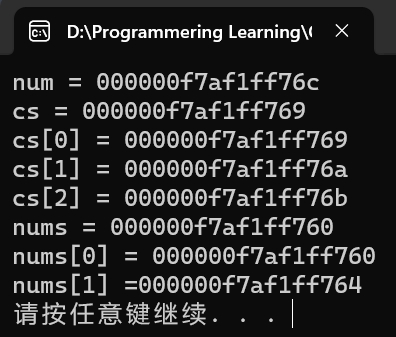 D:\Programmering Learning\
num = 000000f7af1ff76c
cs = 000000f7af1ff769
cs[0] = 000000f7af1ff769
cs[1] = 000000f7af1ff76a
cs[2] = 000000f7af1ff76b
nums = 000000f7af1ff760
nums[0] = 000000f7af1ff760
nums[1] =000000f7af1ff764
请按任意键继续. . .